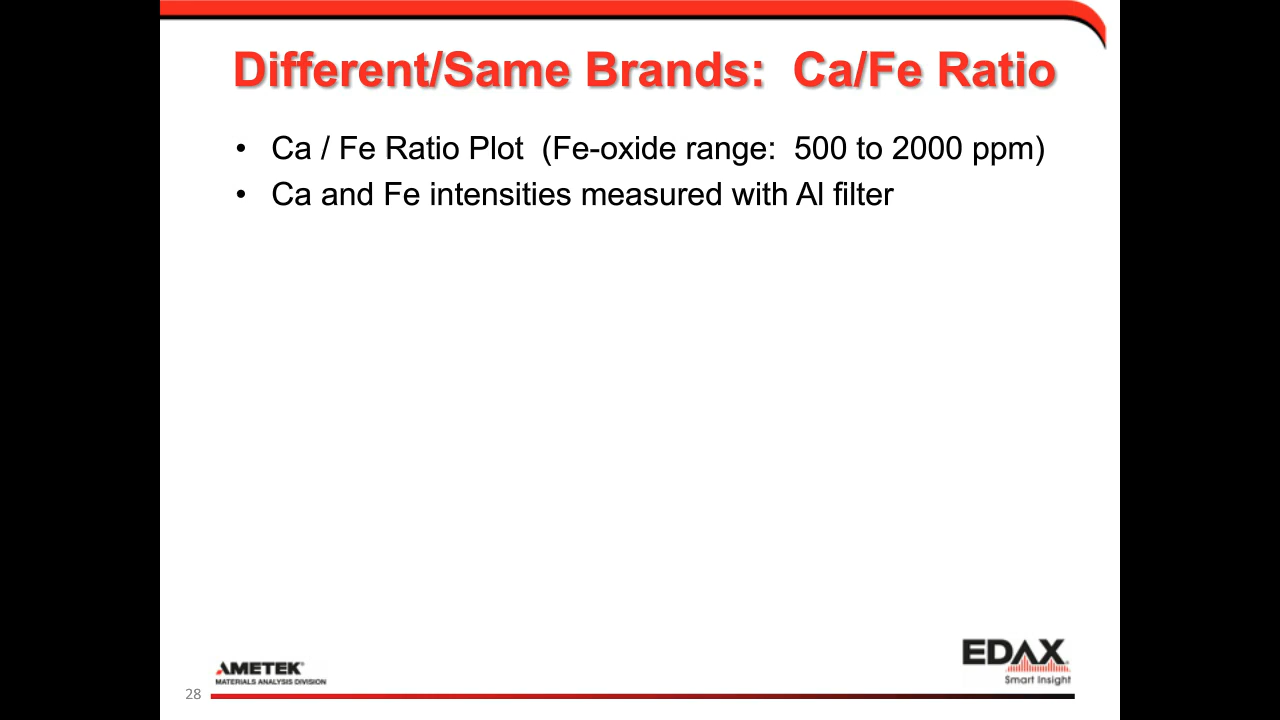 Different/Same Brands:  Ca/Fe Ratio
• Ca / Fe Ratio Plot  (Fe-oxide range:  500 to 2000 ppm)
• Ca and Fe intensities measured with Al filter
AMETEK®
MATERIALS ANALYSIS DIVISION
EDAX
Smart Insight
28